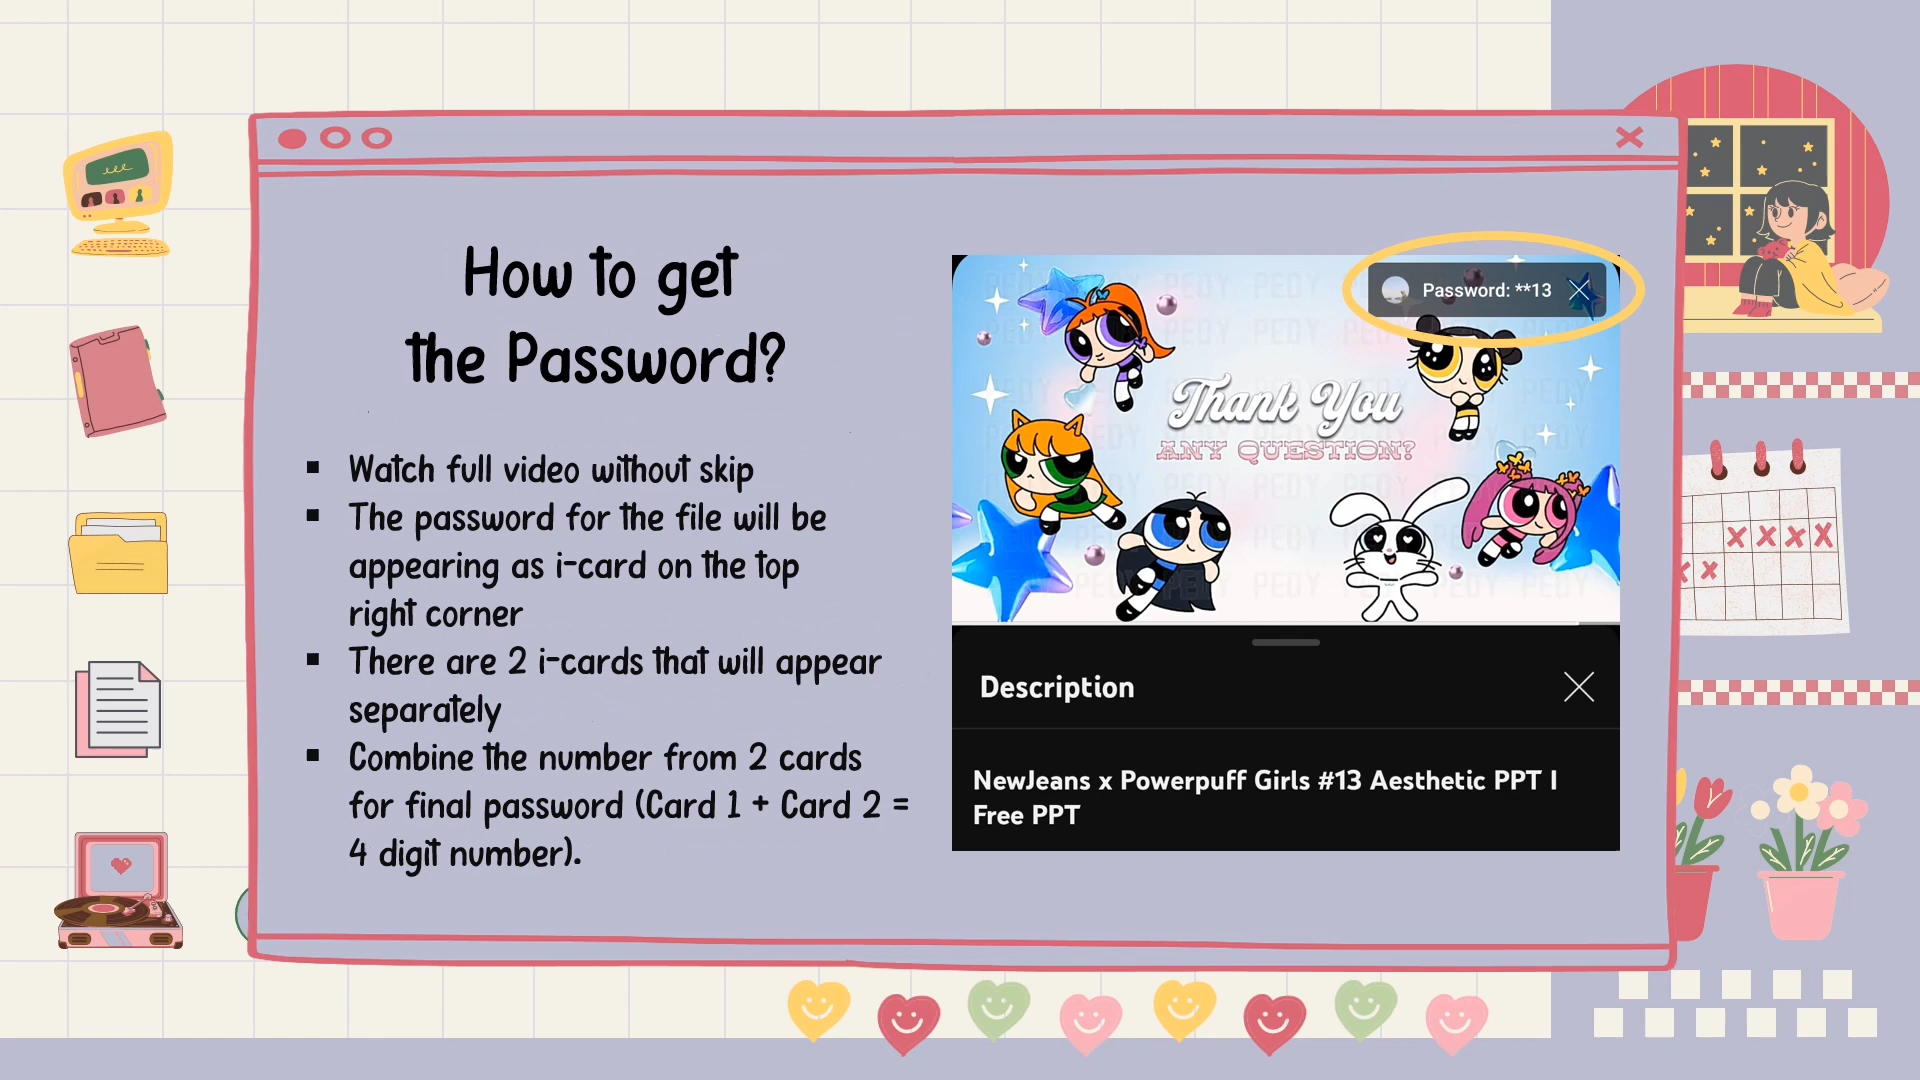 How to get
the Password?
▪ Watch full video without skip
▪ The password for the file will be
appearing as i-card on the top
right corner
▪ There are 2 i-cards that will appear
separately
▪ Combine the number from 2 cards
for final password (Card 1 + Card 2 =
4 digit number).
Password: **13
Thank You
ANY QUESTION?
PEDY
Description
NewJeans x Powerpuff Girls #13 Aesthetic PPT I
Free PPT